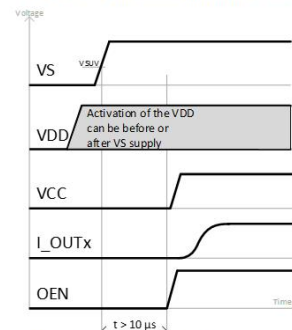 Voltage
VSUV
VS
Activation of the VDD
can be before or
after VS supply
VDD
VCC
I_OUTx
OEN
Time
t > 10 µs